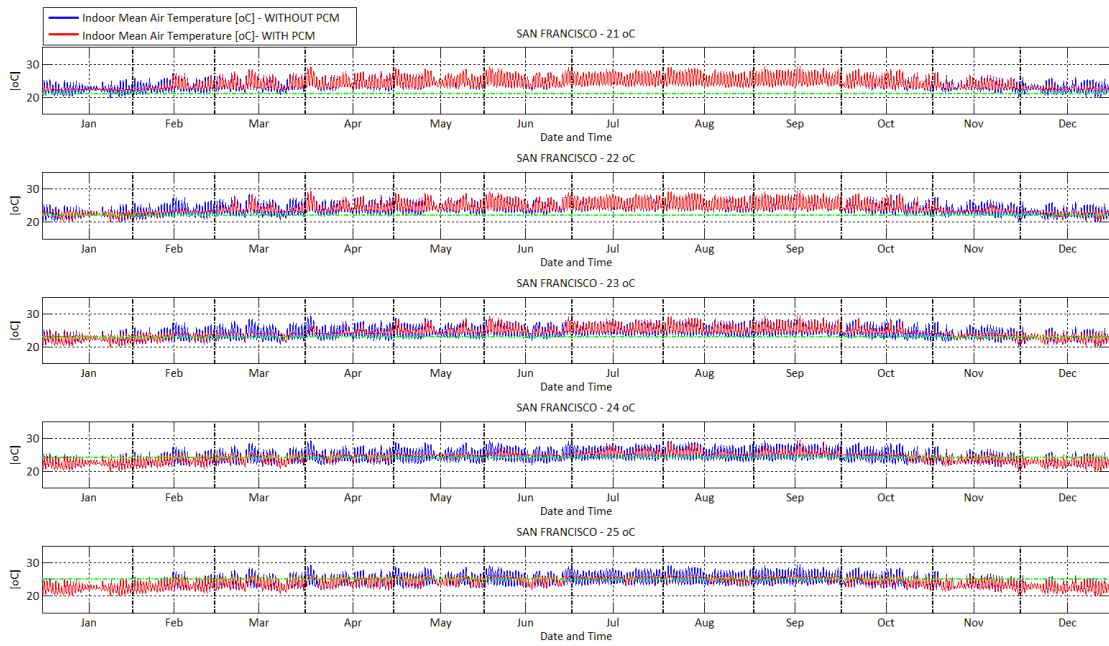 Indoor Mean Air Temperature [oC] - WITHOUT PCM
Indoor Mean Air Temperature [oC]- WITH PCM
SAN FRANCISCO - 21 oC
30
20
[oC]
Jan Feb Mar Apr May Jun Jul Aug Sep Oct Nov Dec
Date and Time
SAN FRANCISCO - 22 oC
30
20
[oC]
Jan Feb Mar Apr May Jun Jul Aug Sep Oct Nov Dec
Date and Time
SAN FRANCISCO - 23 oC
30
20
[oC]
Jan Feb Mar Apr May Jun Jul Aug Sep Oct Nov Dec
Date and Time
SAN FRANCISCO - 24 oC
30
20
[oC]
Jan Feb Mar Apr May Jun Jul Aug Sep Oct Nov Dec
Date and Time
SAN FRANCISCO - 25 oC
30
20
[oC]
Jan Feb Mar Apr May Jun Jul Aug Sep Oct Nov Dec
Date and Time